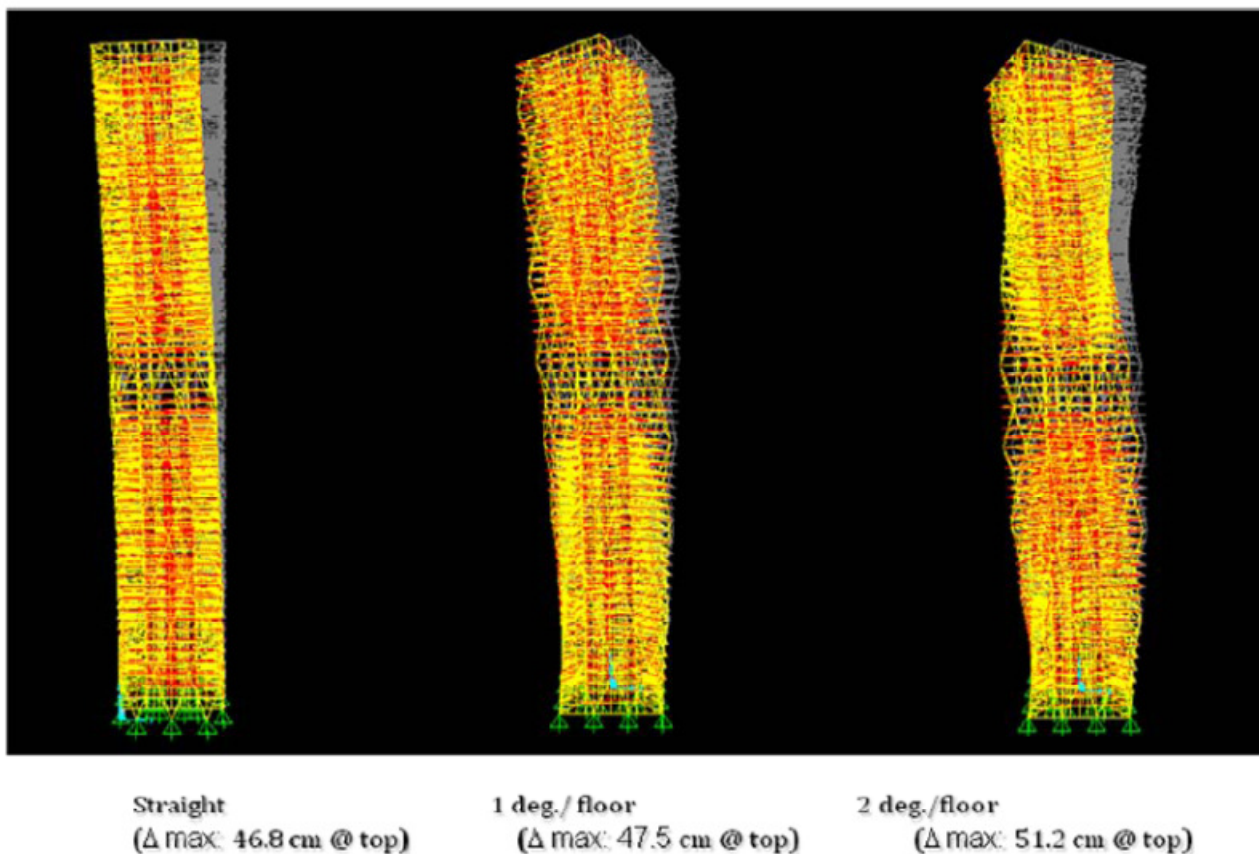 Straight 1 deg./floor 2 deg./floor
(Δ max: 46.8 cm @ top) (Δ max: 47.5 cm @ top) (Δ max: 51.2 cm @ top)